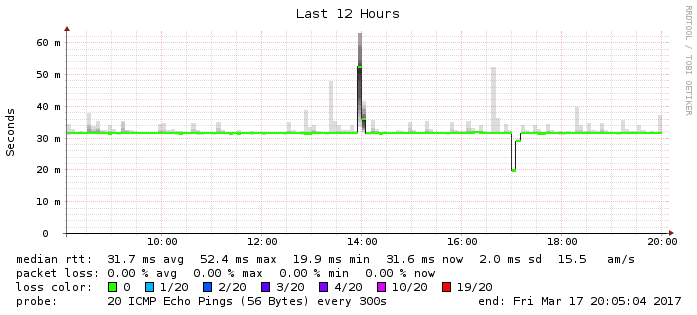 Last 12 Hours
RRDTOOL / TOBI OETIKER
Seconds
60 m
50 m
40 m
30 m
20 m
10 m
0
10:00 12:00 14:00 16:00 18:00 20:00
median rtt: 31.7 ms avg 52.4 ms max 19.9 ms min 31.6 ms now 2.0 ms sd 15.5 am/s
packet loss: 0.00 % avg 0.00 % max 0.00 % min 0.00 % now
loss color: 0 1/20 2/20 3/20 4/20 10/20 19/20
probe: 20 ICMP Echo Pings (56 Bytes) every 300s end: Fri Mar 17 20:05:04 2017